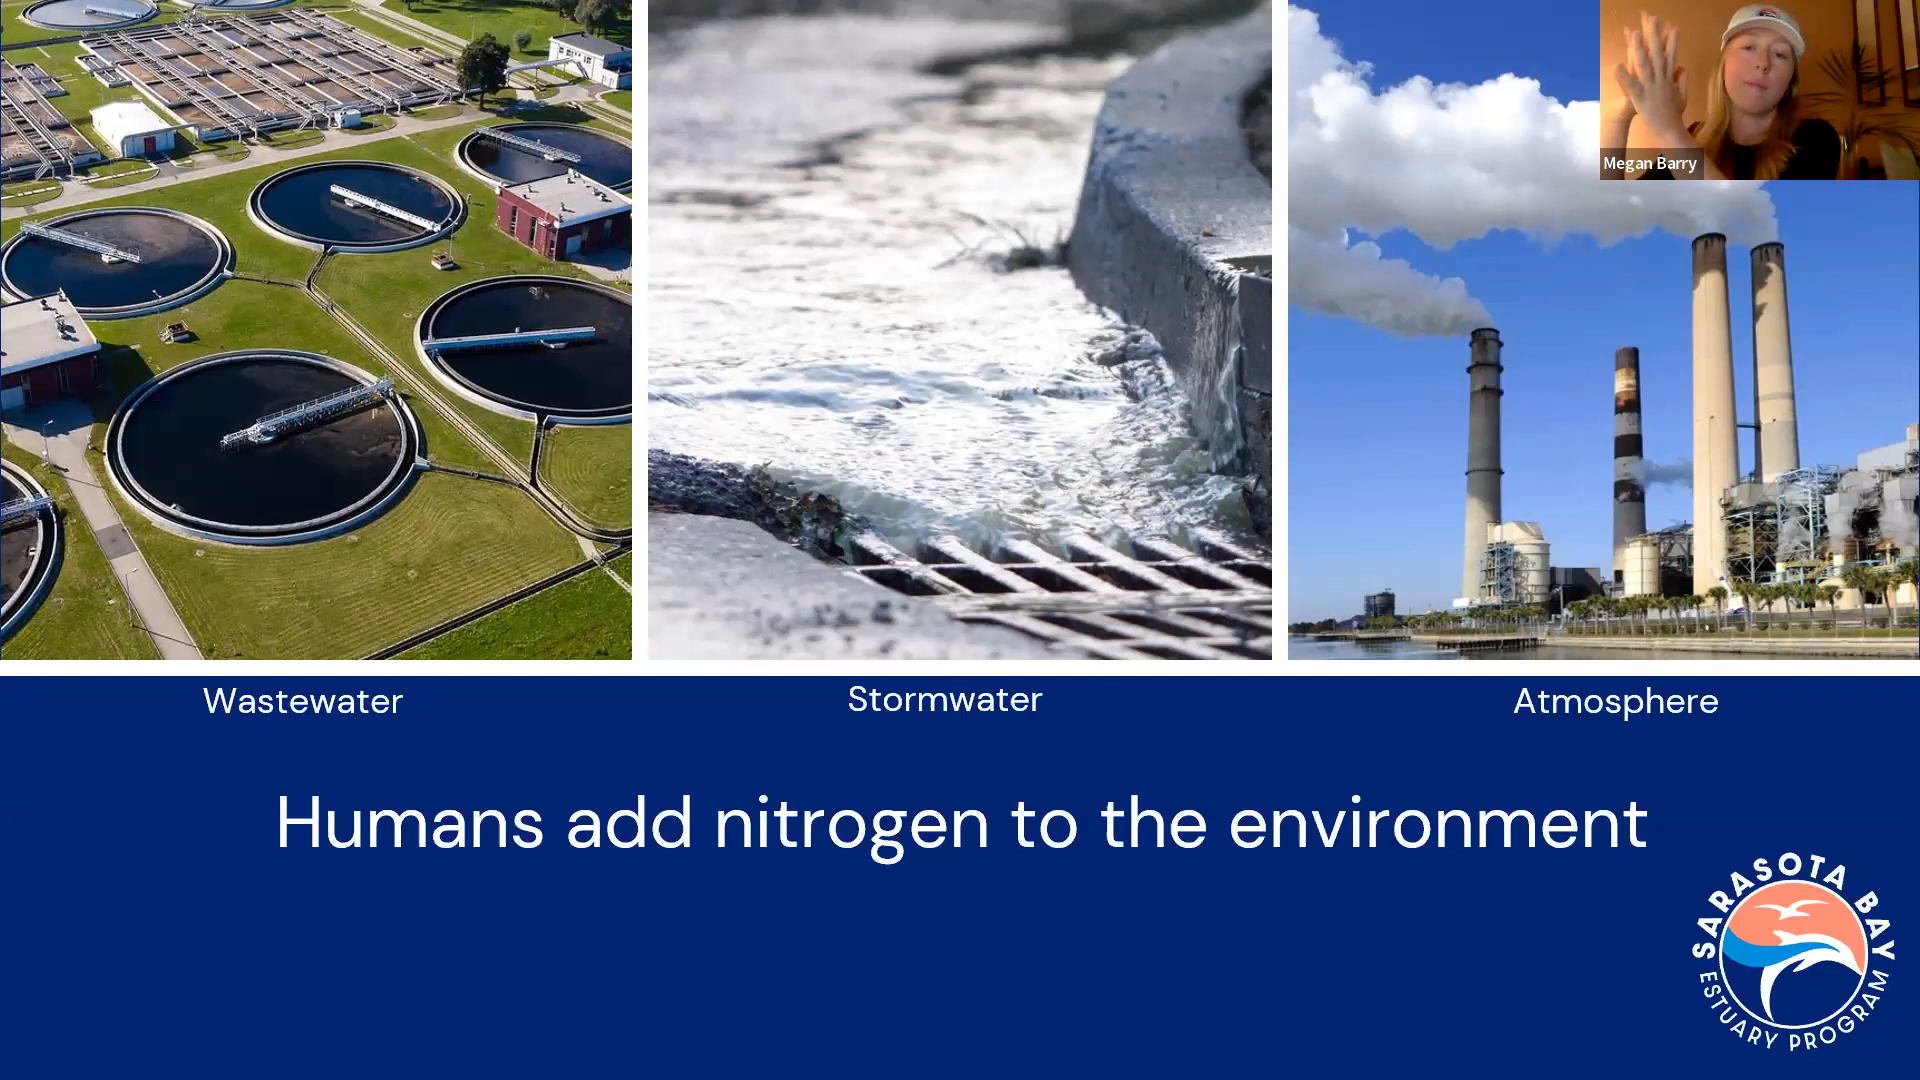 Megan Barry
Wastewater
Stormwater
Atmosphere
Humans add nitrogen to the environment
SARASOTA BAY
ESTUARY PROGRAM